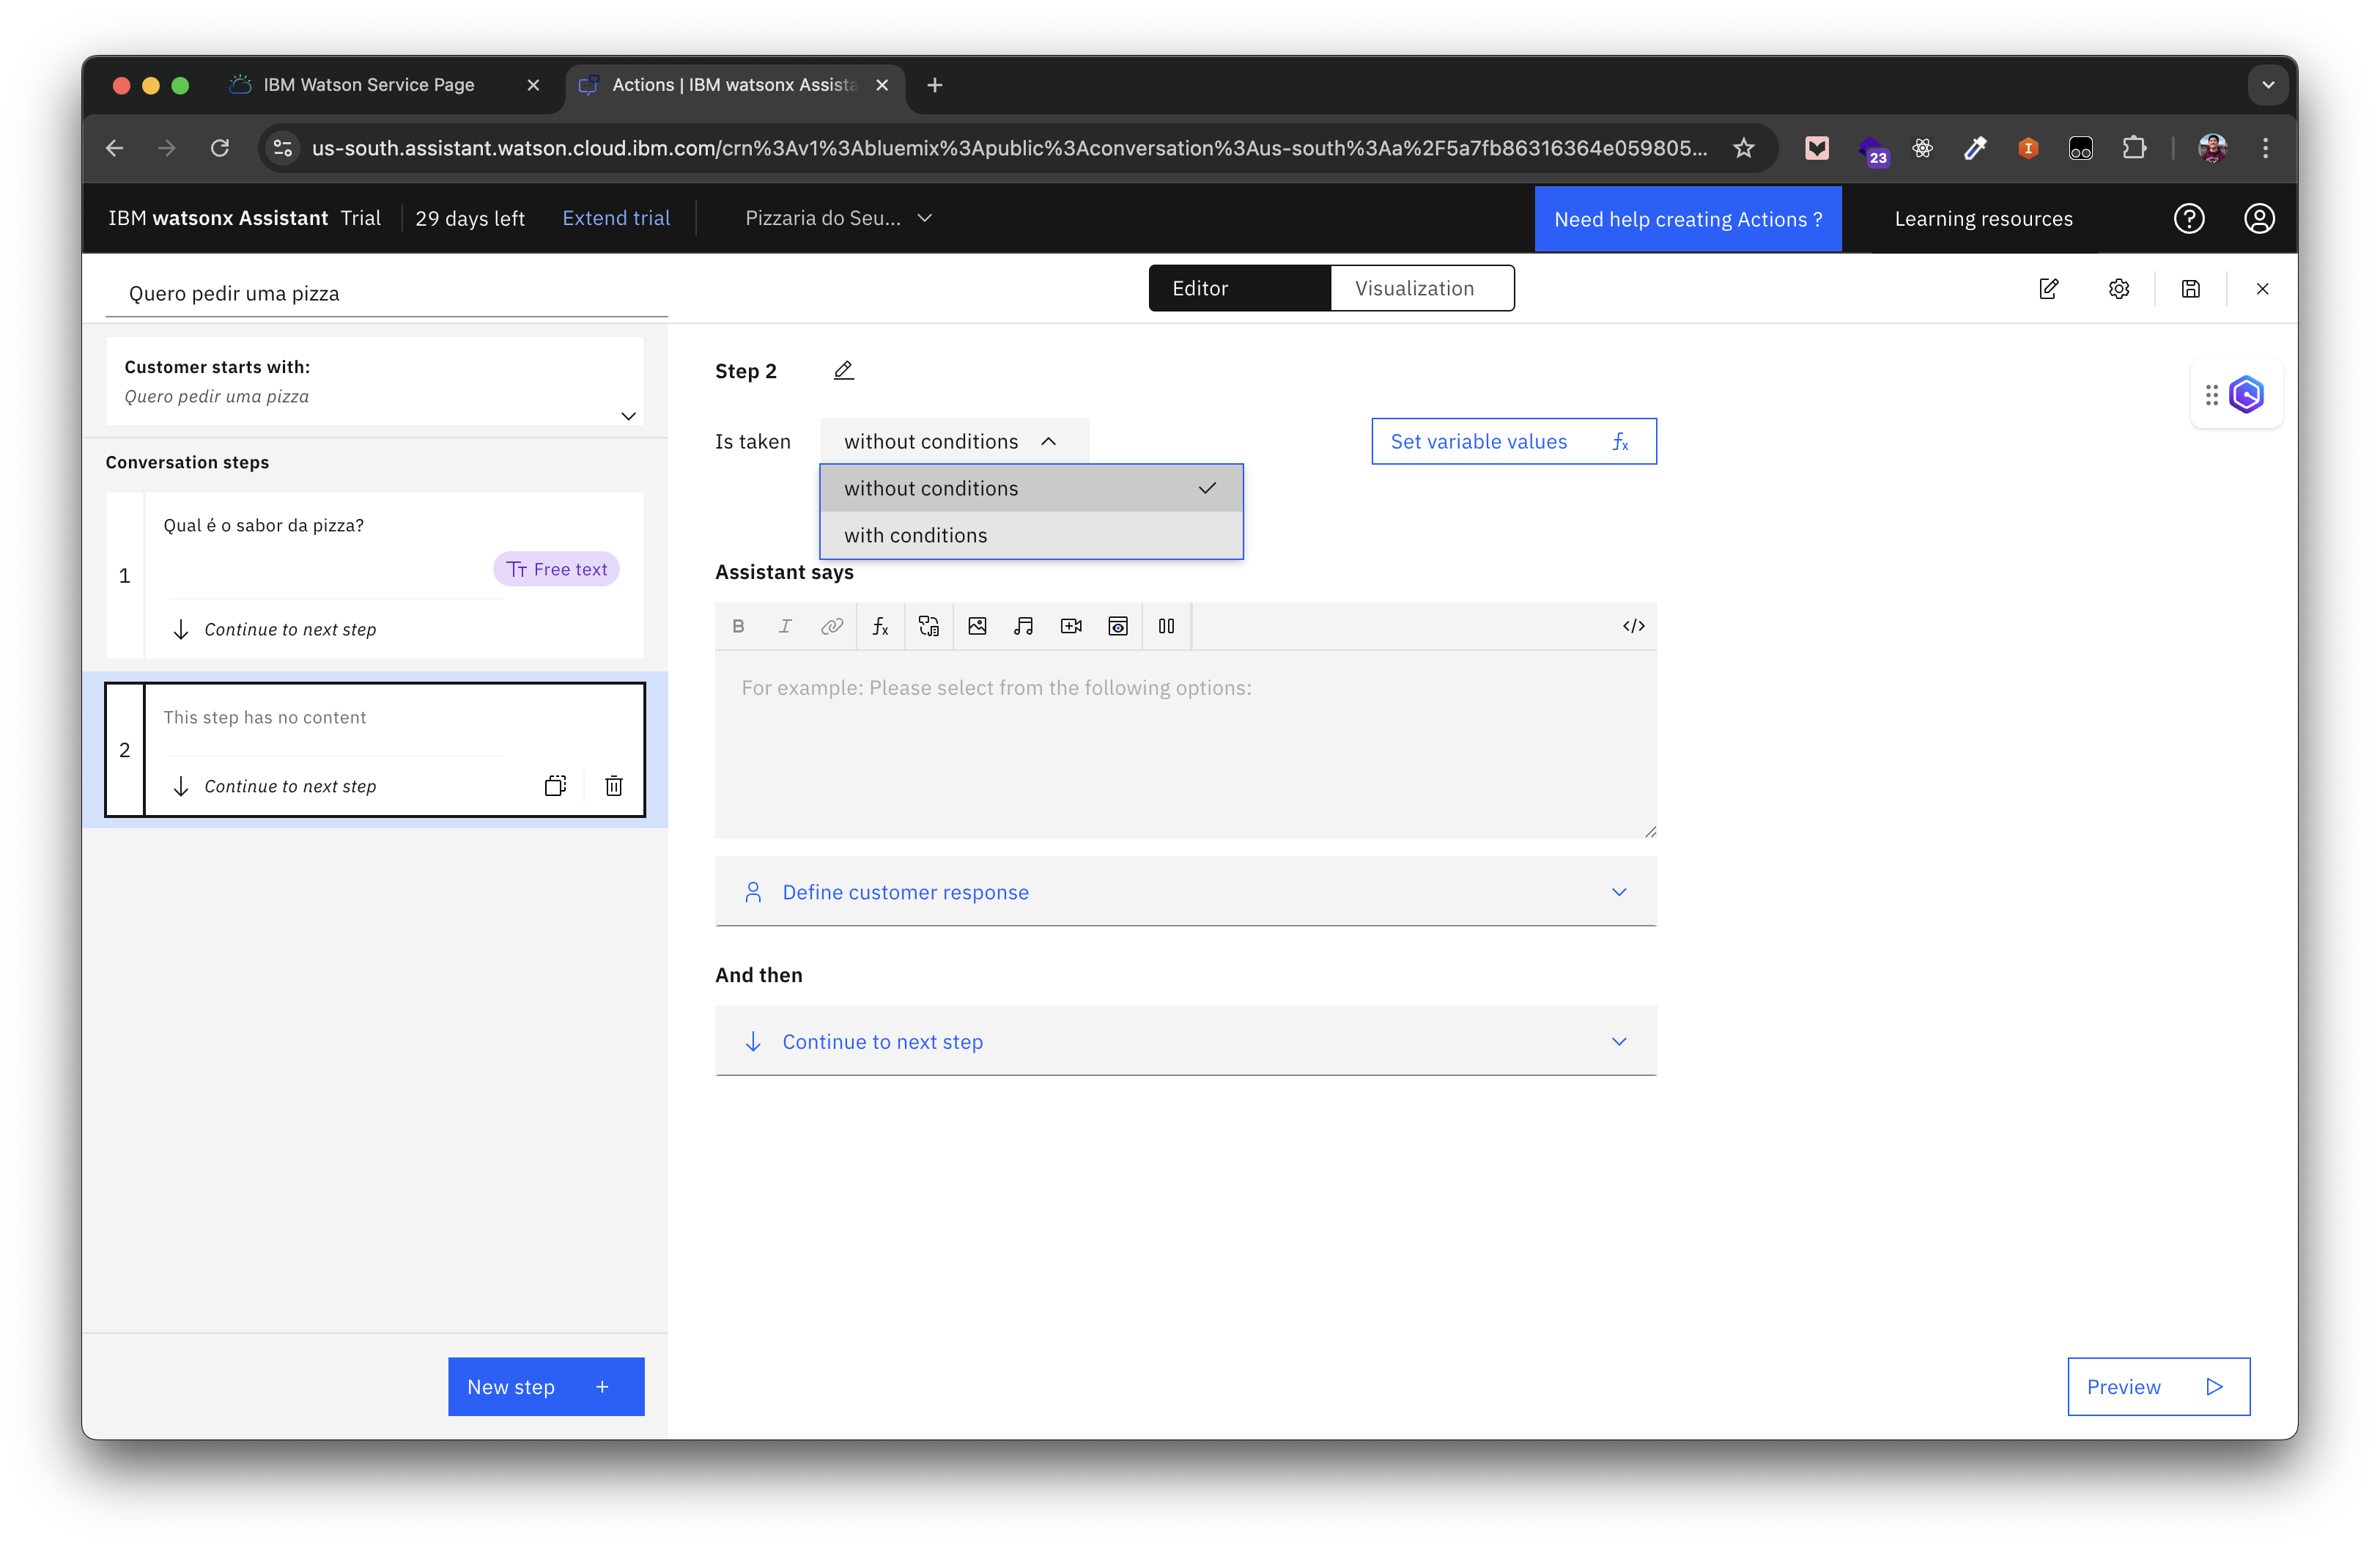 IBM Watson Service Page
Actions | IBM watsonx Assista
us-south.assistant.watson.cloud.ibm.com/crn%3Av1%3Abluemix%3Apublic%3Aconversation%3Aus-south%3Aa%2F5a7fb86316364e059805...
23
IBM watsonx Assistant Trial
29 days left
Extend trial
Pizzaria do Seu...
Need help creating Actions ?
Learning resources
Quero pedir uma pizza
Editor
Visualization
Customer starts with:
Quero pedir uma pizza
Conversation steps
1
Qual é o sabor da pizza?
Free text
Continue to next step
2
This step has no content
Continue to next step
New step +
Step 2
Is taken
without conditions
Set variable values fx
without conditions
with conditions
Assistant says
B I fx </>
For example: Please select from the following options:
Define customer response
And then
Continue to next step
Preview